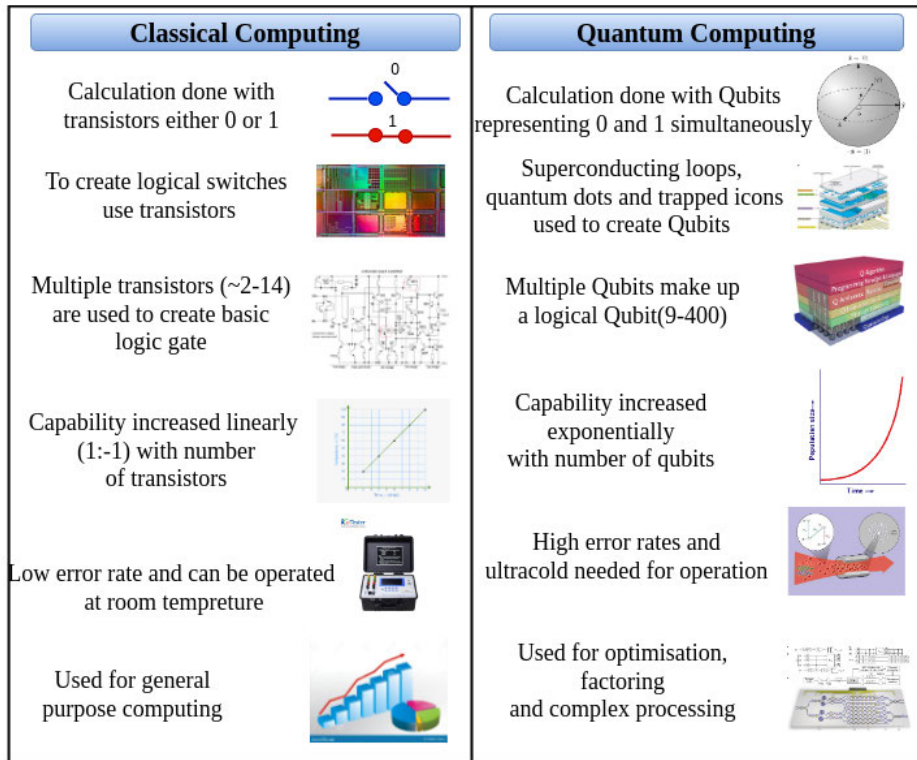 Classical Computing
Calculation done with
transistors either 0 or 1
0
1
To create logical switches
use transistors
Multiple transistors (~2-14)
are used to create basic
logic gate
Capability increased linearly
(1:-1) with number
of transistors
Low error rate and can be operated
at room tempreture
Used for general
purpose computing
Quantum Computing
Calculation done with Qubits
representing 0 and 1 simultaneously
Superconducting loops,
quantum dots and trapped icons
used to create Qubits
Multiple Qubits make up
a logical Qubit(9-400)
Capability increased
exponentially
with number of qubits
Population size→
Time →
High error rates and
ultracold needed for operation
Used for optimisation,
factoring
and complex processing